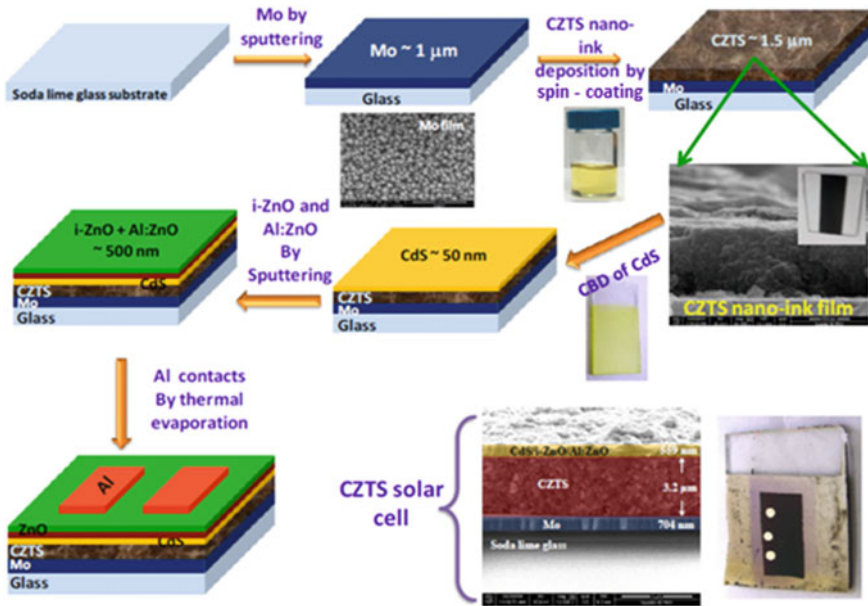 Soda lime glass substrate
Mo by
sputtering
Mo ~ 1 μm
Glass
CZTS nano-
ink
deposition by
spin - coating
CZTS ~ 1.5 μm
Mo
Glass
Mo film
CZTS nano-ink film
CBD of CdS
CdS ~ 50 nm
CZTS
Mo
Glass
i-ZnO and
Al:ZnO
By
Sputtering
i-ZnO + Al:ZnO
~ 500 nm
CdS
CZTS
Mo
Glass
Al contacts
By thermal
evaporation
Al
ZnO
CdS
CZTS
Mo
Glass
CZTS solar
cell
CdS/i-ZnO/Al:ZnO
CZTS
3.2 μm
Mo 704 nm
Soda lime glass